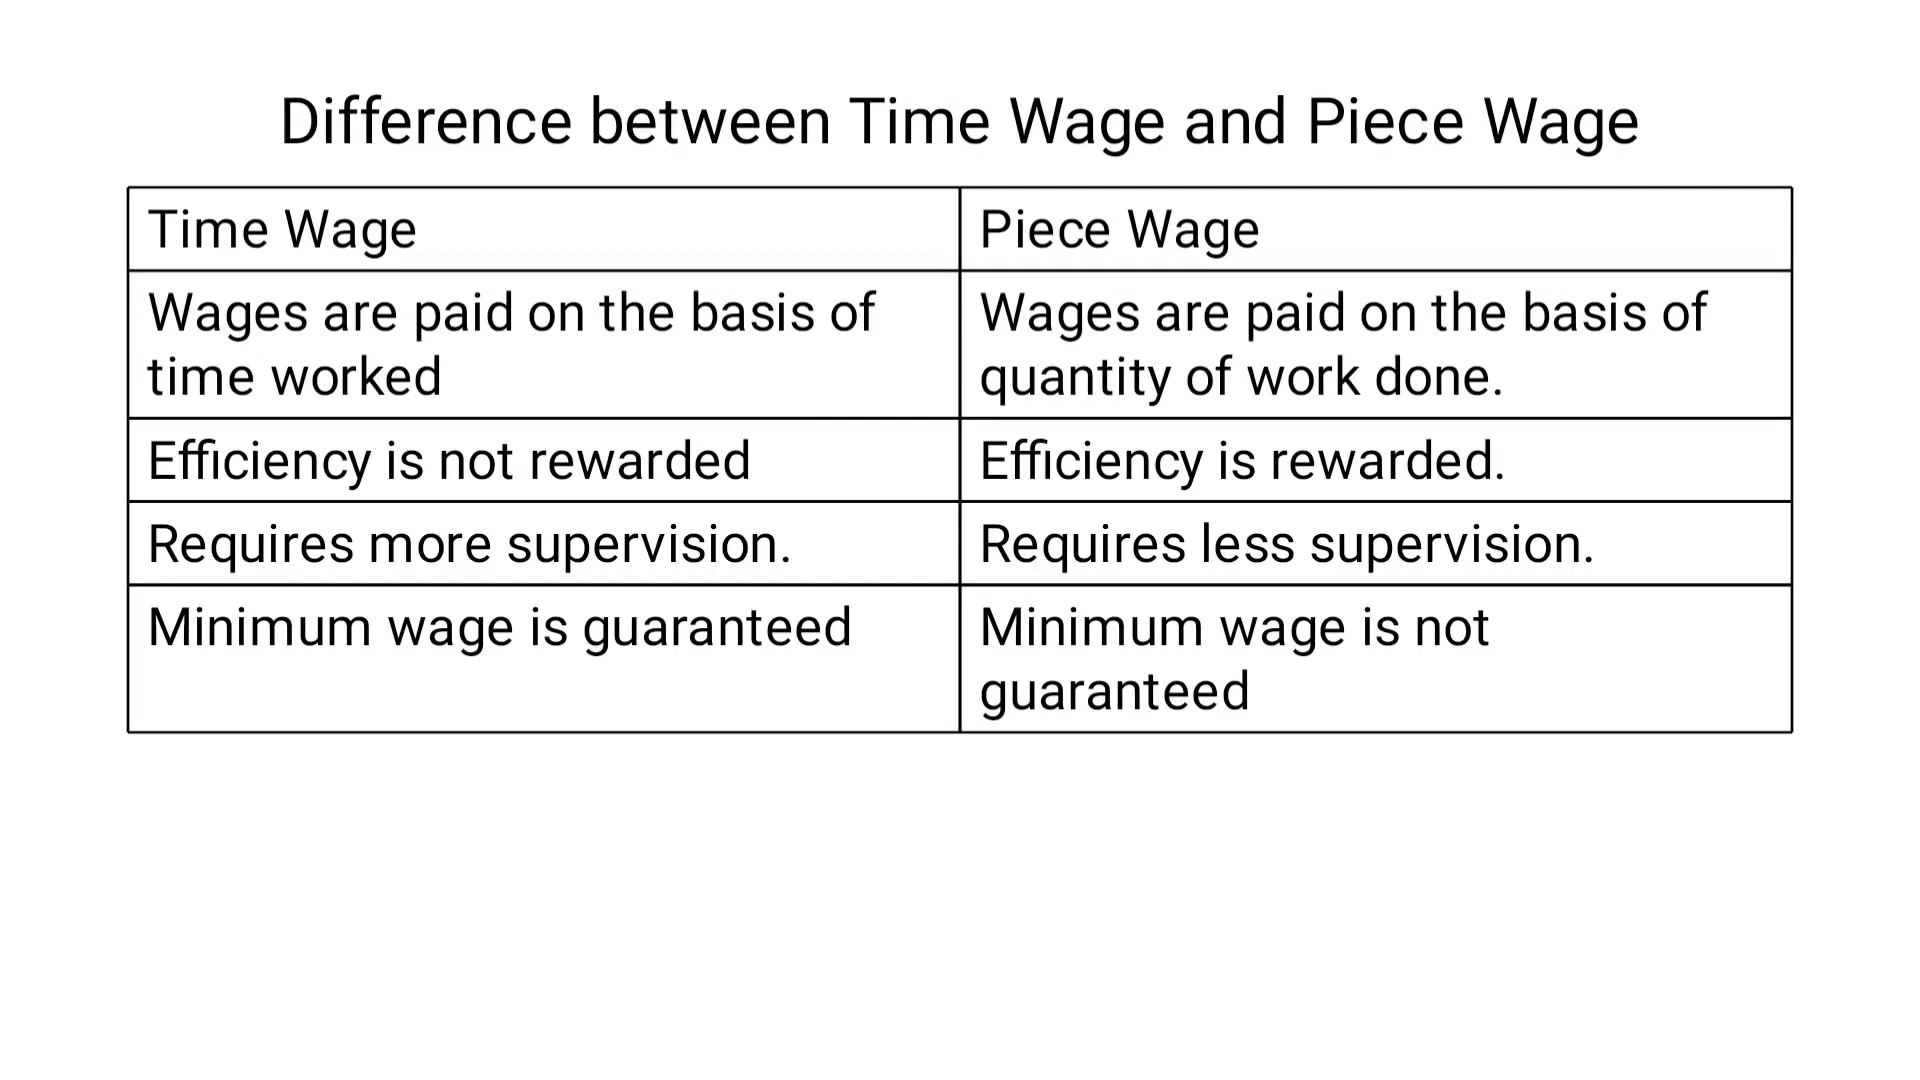 Difference between Time Wage and Piece Wage
Time Wage
Piece Wage
Wages are paid on the basis of
time worked
Wages are paid on the basis of
quantity of work done.
Efficiency is not rewarded
Efficiency is rewarded.
Requires more supervision.
Requires less supervision.
Minimum wage is guaranteed
Minimum wage is not
guaranteed